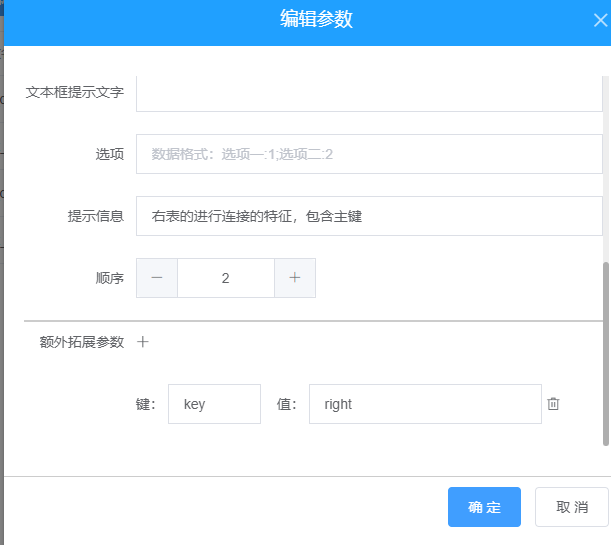 编辑参数
文本框提示文字
选项 数据格式：选项一:1;选项二:2
提示信息 右表的进行连接的特征，包含主键
顺序 2
额外拓展参数
键： key 值： right
确 定 取 消